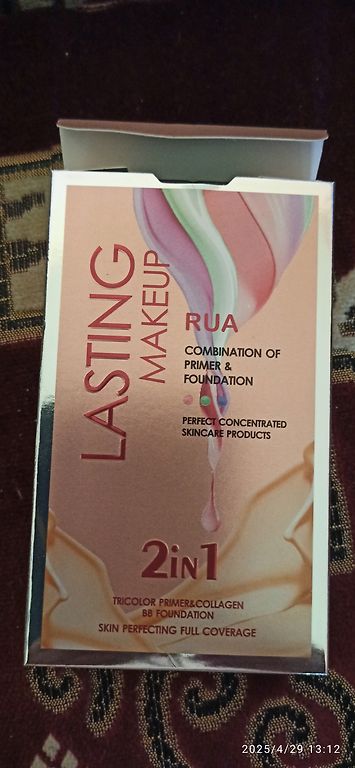 LASTING
MAKEUP
RUA
COMBINATION OF
PRIMER &
FOUNDATION
PERFECT CONCENTRATED
SKINCARE PRODUCTS
2iN1
TRICOLOR PRIMER&COLLAGEN
BB FOUNDATION
SKIN PERFECTING FULL COVERAGE
2025/4/29 13:12